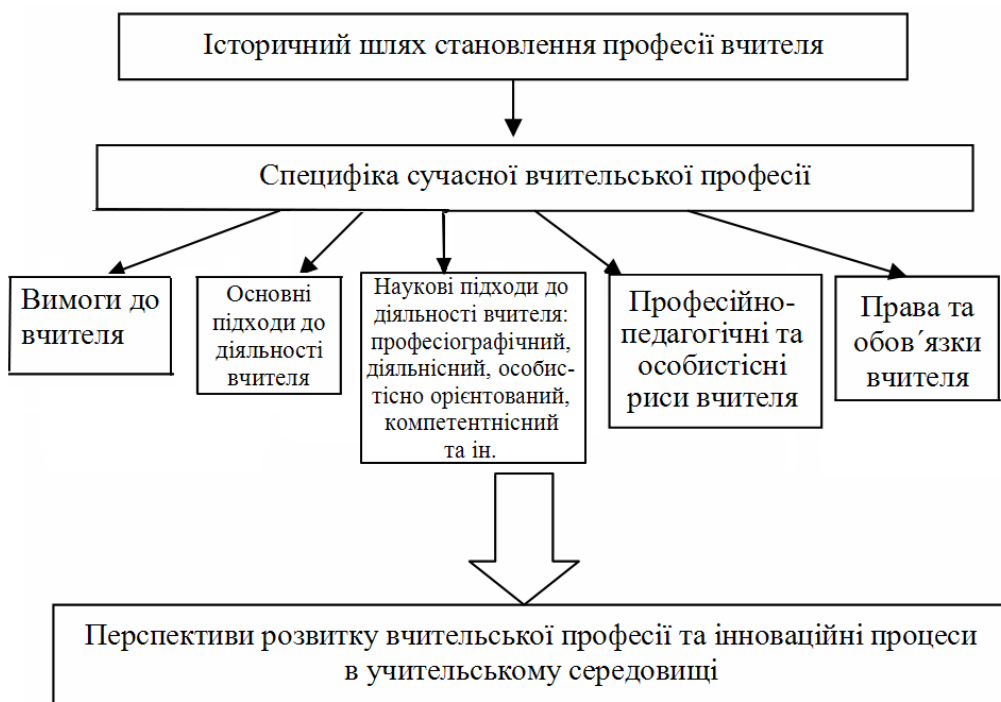 Історичний шлях становлення професії вчителя
Специфіка сучасної вчительської професії
Вимоги до
вчителя
Основні
підходи до
діяльності
вчителя
Наукові підходи до
діяльності вчителя:
професіографічний,
діяльнісний, особис-
тісно орієнтований,
компетентнісний
та ін.
Професійно-
педагогічні та
особистісні
риси вчителя
Права та
обов´язки
вчителя
Перспективи розвитку вчительської професії та інноваційні процеси
в учительському середовищі